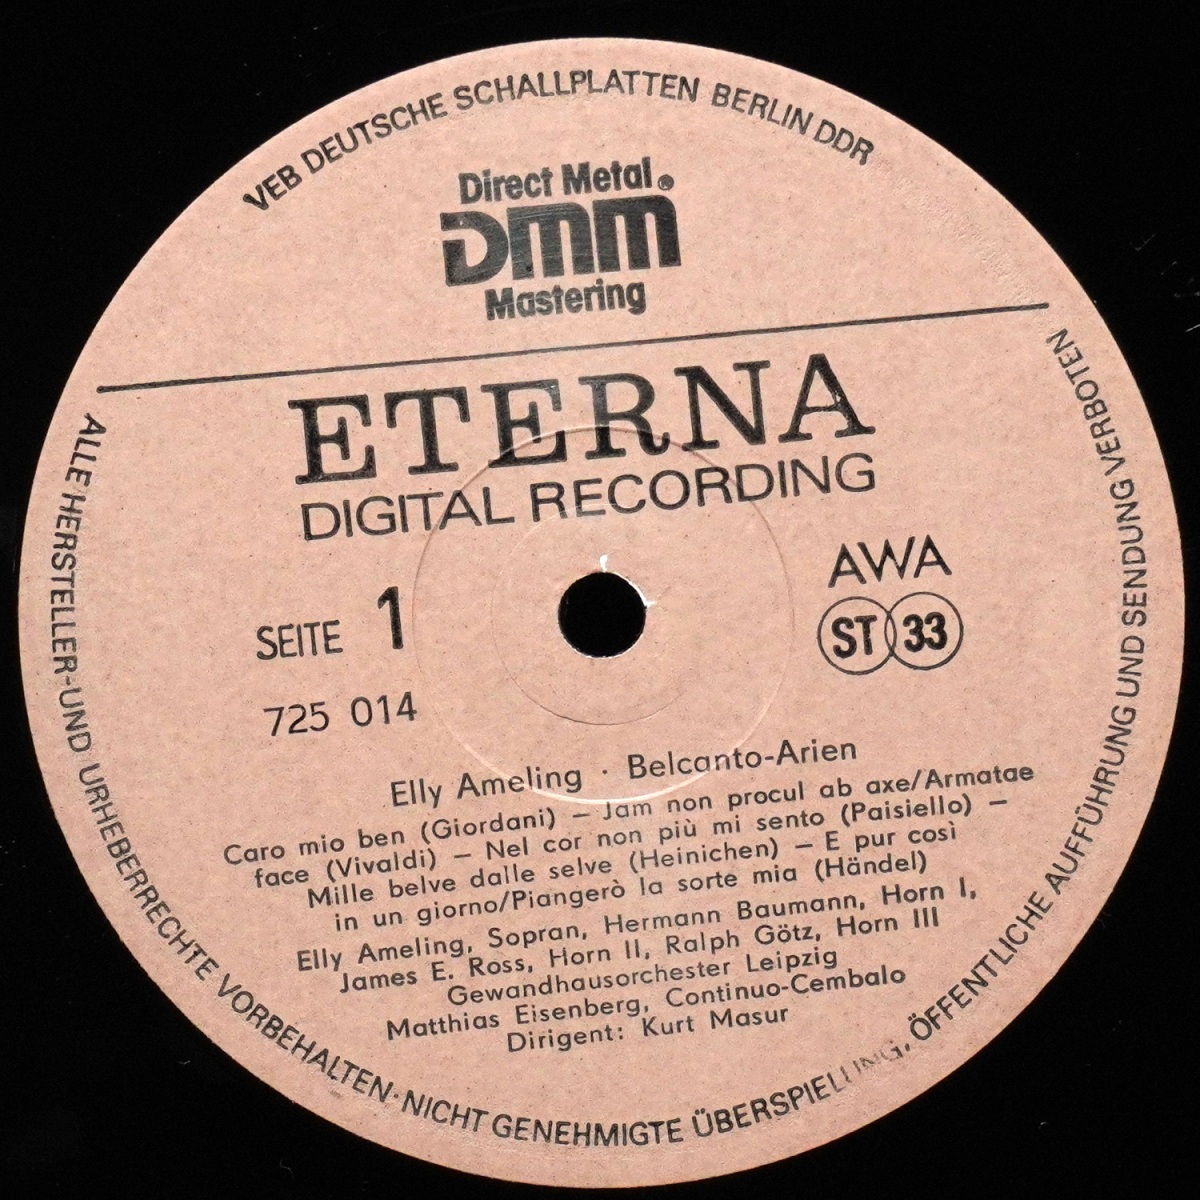 VEB DEUTSCHE SCHALLPLATTEN BERLIN DDR
Direct Metal®
DMM
Mastering
ETERNA
DIGITAL RECORDING
AWA
SEITE 1
ST 33
725 014
Elly Ameling · Belcanto-Arien
Caro mio ben (Giordani) – Jam non procul ab axe/Armatae
face (Vivaldi) – Nel cor non più mi sento (Paisiello) –
Mille belve dalle selve (Heinichen) – E pur così
in un giorno/Piangerò la sorte mia (Händel)
Elly Ameling, Sopran, Hermann Baumann, Horn I,
James E. Ross, Horn II, Ralph Götz, Horn III
Gewandhausorchester Leipzig
Matthias Eisenberg, Continuo-Cembalo
Dirigent: Kurt Masur
ALLE HERSTELLER-UND URHEBERRECHTE VORBEHALTEN·NICHT GENEHMIGTE ÜBERSPIELUNG, ÖFFENTLICHE AUFFÜHRUNG UND SENDUNG VERBOTEN